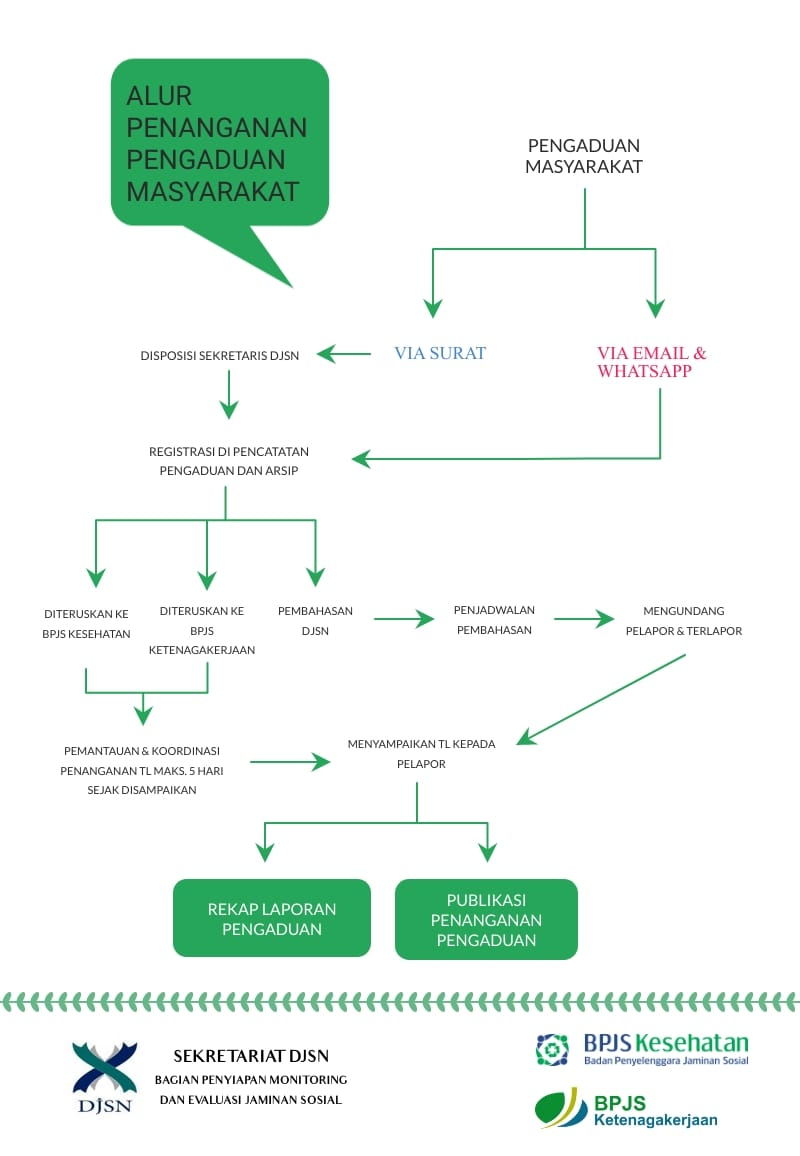 ALUR
PENANGANAN
PENGADUAN
MASYARAKAT
PENGADUAN
MASYARAKAT
DISPOSISI SEKRETARIS DJSN
VIA SURAT
VIA EMAIL &
WHATSAPP
REGISTRASI DI PENCATATAN
PENGADUAN DAN ARSIP
DITERUSKAN KE
BPJS KESEHATAN
DITERUSKAN KE
BPJS
KETENAGAKERJAAN
PEMBAHASAN
DJSN
PENJADWALAN
PEMBAHASAN
MENGUNDANG
PELAPOR & TERLAPOR
PEMANTAUAN & KOORDINASI
PENANGANAN TL MAKS. 5 HARI
SEJAK DISAMPAIKAN
MENYAMPAIKAN TL KEPADA
PELAPOR
REKAP LAPORAN
PENGADUAN
PUBLIKASI
PENANGANAN
PENGADUAN
DJSN
SEKRETARIAT DJSN
BAGIAN PENYIAPAN MONITORING
DAN EVALUASI JAMINAN SOSIAL
BPJS Kesehatan
Badan Penyelenggara Jaminan Sosial
BPJS
Ketenagakerjaan